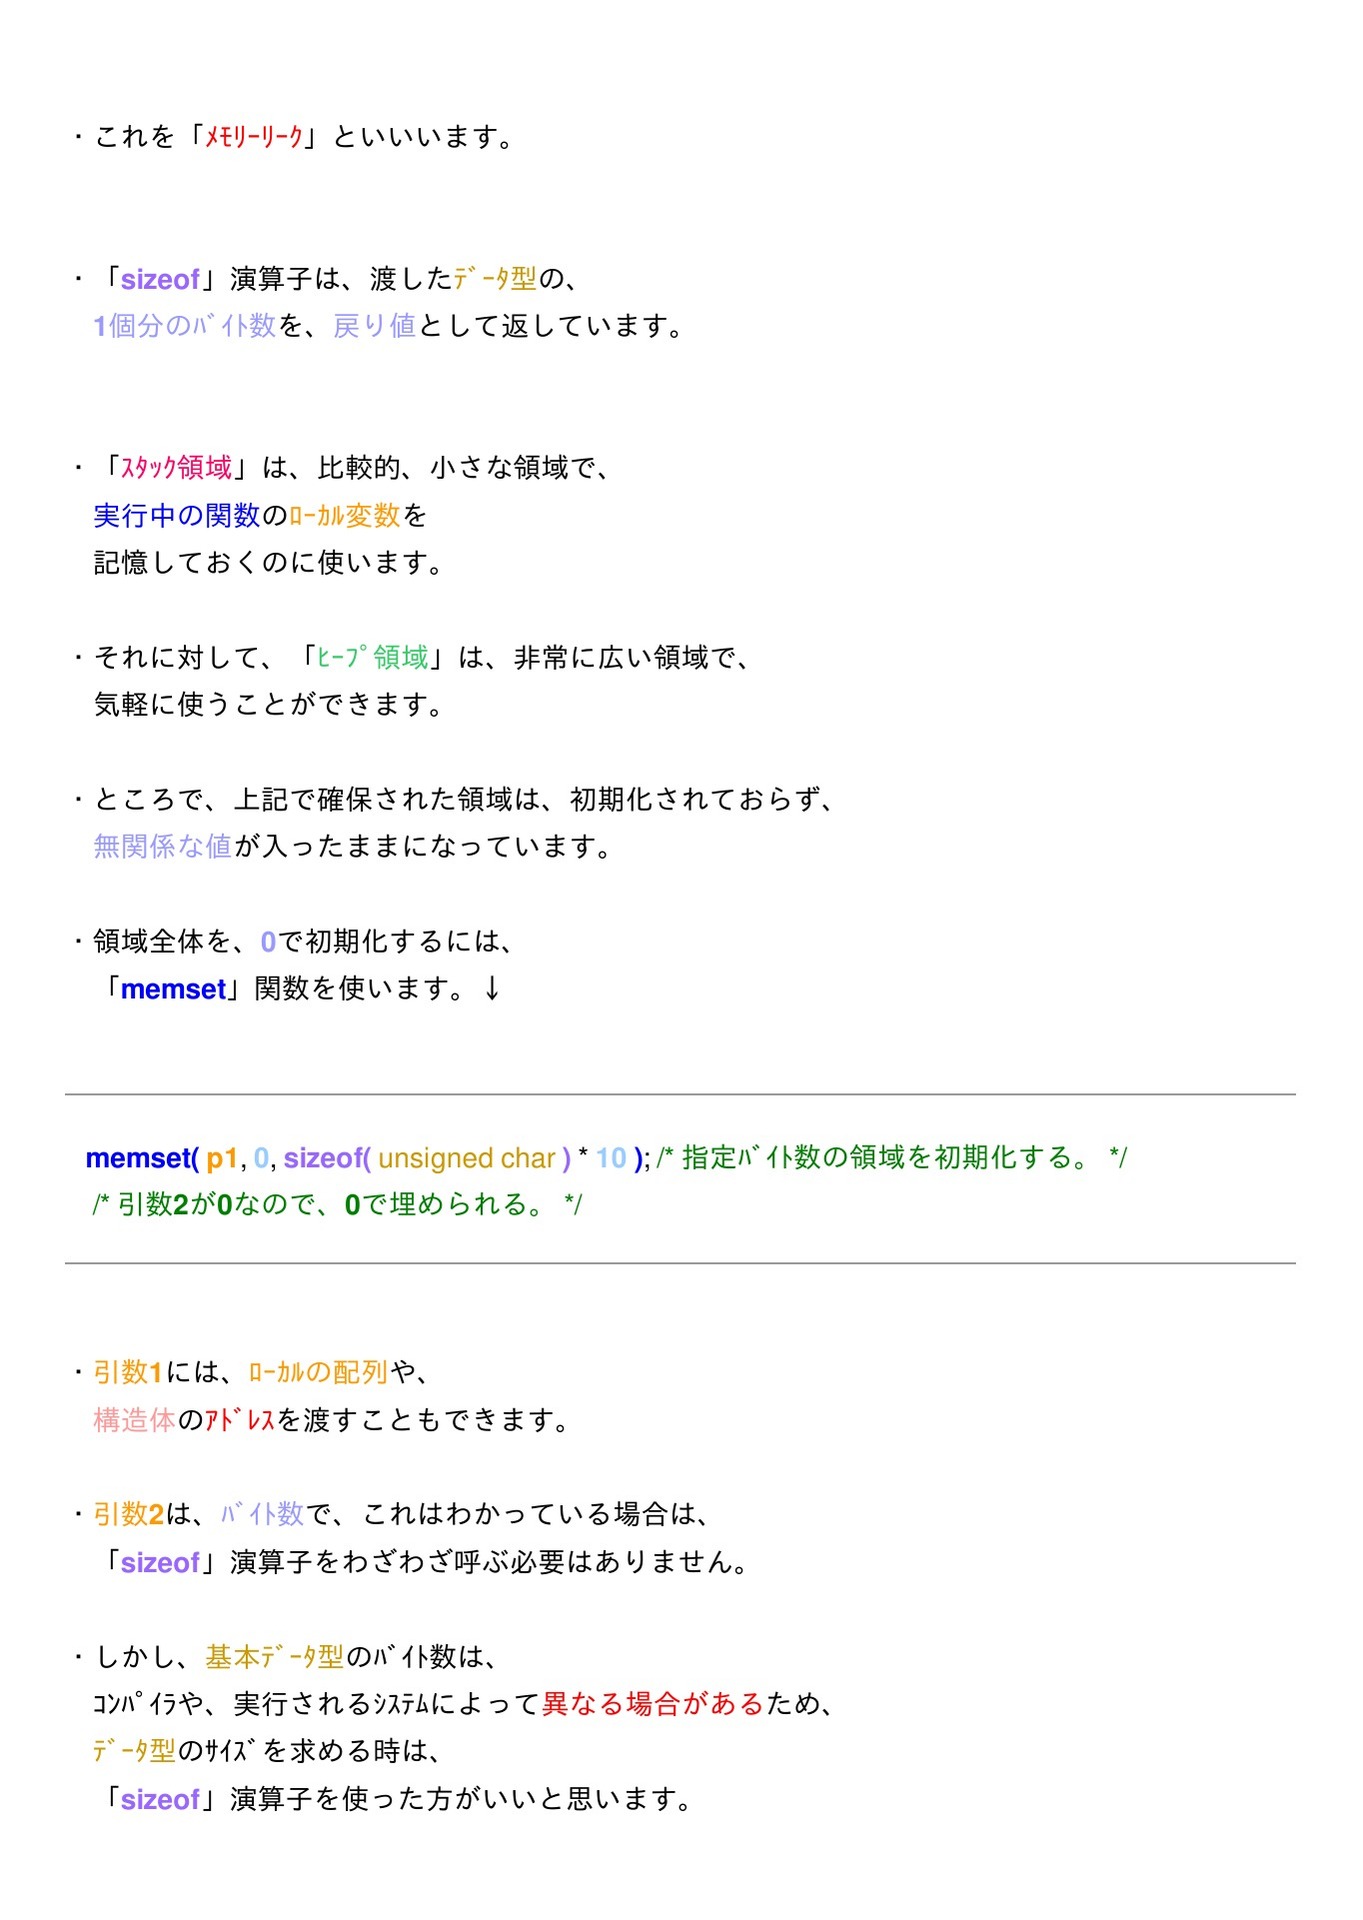 ・これを「ﾒﾓﾘｰﾘｰｸ」といいいます。
・「sizeof」演算子は、渡したﾃﾞｰﾀ型の、
1個分のﾊﾞｲﾄ数を、戻り値として返しています。
・「ｽﾀｯｸ領域」は、比較的、小さな領域で、
実行中の関数のﾛｰｶﾙ変数を
記憶しておくのに使います。
・それに対して、「ﾋｰﾌﾟ領域」は、非常に広い領域で、
気軽に使うことができます。
・ところで、上記で確保された領域は、初期化されておらず、
無関係な値が入ったままになっています。
・領域全体を、0で初期化するには、
「memset」関数を使います。↓
memset( p1, 0, sizeof( unsigned char ) * 10 ); /* 指定ﾊﾞｲﾄ数の領域を初期化する。 */
/* 引数2が0なので、0で埋められる。 */
・引数1には、ﾛｰｶﾙの配列や、
構造体のｱﾄﾞﾚｽを渡すこともできます。
・引数2は、ﾊﾞｲﾄ数で、これはわかっている場合は、
「sizeof」演算子をわざわざ呼ぶ必要はありません。
・しかし、基本ﾃﾞｰﾀ型のﾊﾞｲﾄ数は、
ｺﾝﾊﾟｲﾗや、実行されるｼｽﾃﾑによって異なる場合があるため、
ﾃﾞｰﾀ型のｻｲｽﾞを求める時は、
「sizeof」演算子を使った方がいいと思います。